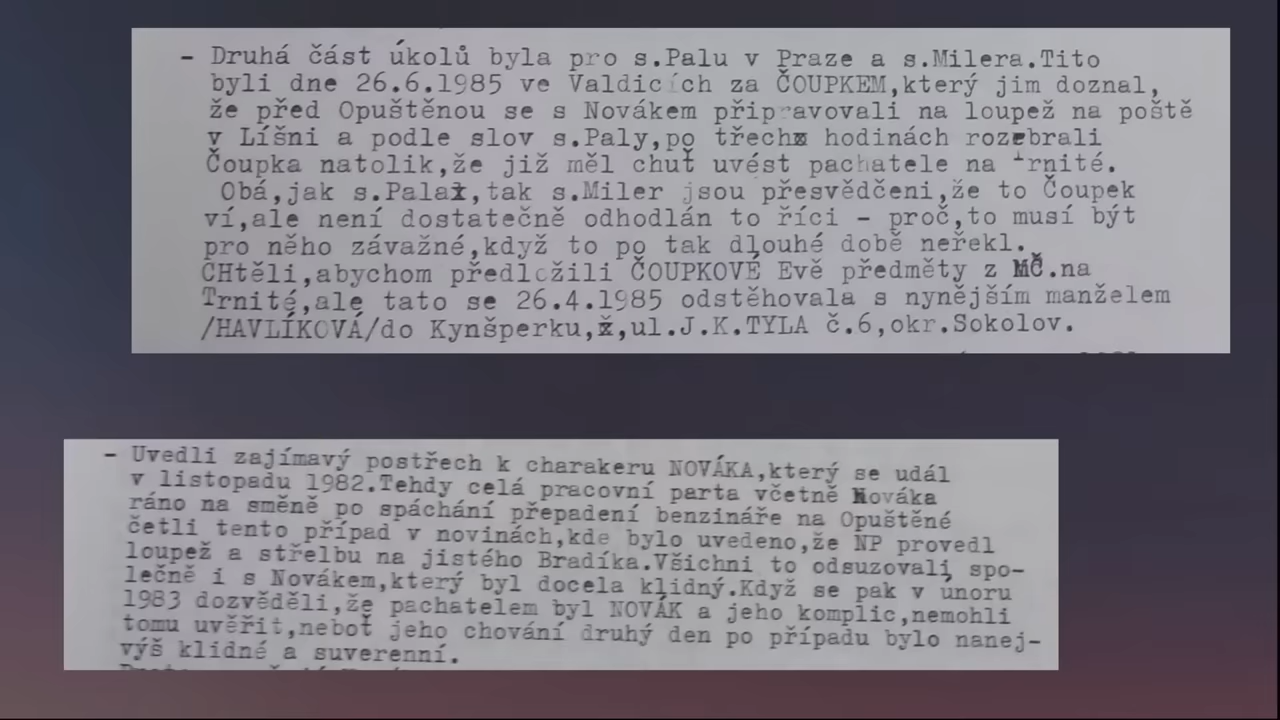 - Druhá část úkolů byla pro s.Palu v Praze a s.Milera.Tito
byli dne 26.6.1985 ve Valdicích za ČOUPKEM,který jim doznal,
že před Opuštěnou se s Novákem připravovali na loupež na poště
v Líšni a podle slov s.Paly,po třech hodinách rozebrali
Čoupka natolik,že již měl chuť uvést pachatele na Trnité.
Obá,jak s.Pala,tak s.Miler jsou přesvědčeni,že to Čoupek
ví,ale není dostatečně odhodlán to říci - proč,to musí být
pro něho závažné,když to po tak dlouhé době neřekl.
CHtěli,abychom předložili ČOUPKOVÉ Evě předměty z MČ.na
Trnité,ale tato se 26.4.1985 odstěhovala s nynějším manželem
/HAVLÍKOVÁ/do Kynšperku,ž,ul.J.K.TYLA č.6,okr.Sokolov.
- Uvedli zajímavý postřech k charakeru NOVÁKA,který se udál
v listopadu 1982.Tehdy celá pracovní parta včetně Nováka
ráno na směně po spáchání přepadení benzináře na Opuštěné
četli tento případ v novinách,kde bylo uvedeno,že NP provedl
loupež a střelbu na jistého Bradíka.Všichni to odsuzovali spo-
lečně i s Novákem,který byl docela klidný.Když se pak v unoru
1983 dozvěděli,že pachatelem byl NOVÁK a jeho komplic,nemohli
tomu uvěřit,neboť jeho chování druhý den po případu bylo nanej-
výš klidné a suverenní.